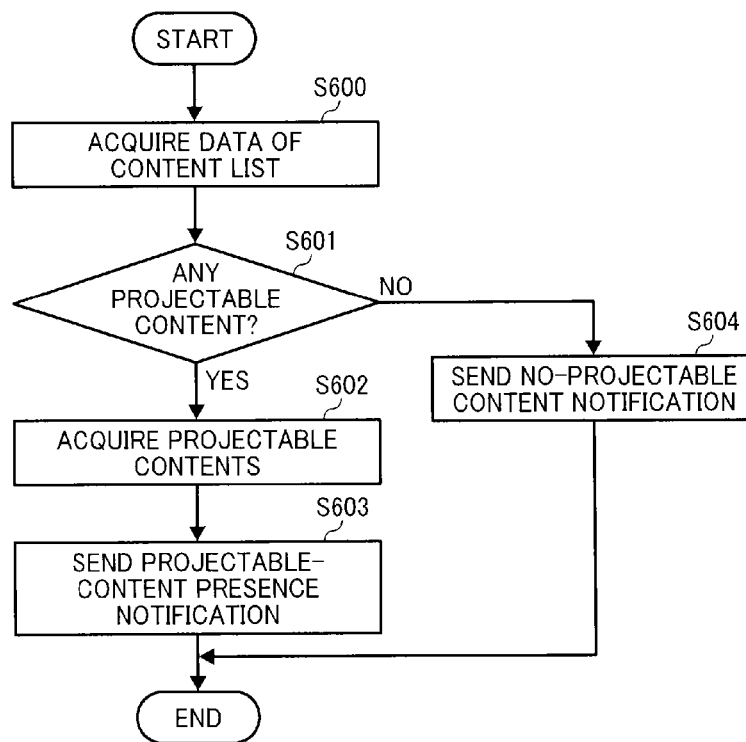 START
S600
ACQUIRE DATA OF
CONTENT LIST
S601
ANY
PROJECTABLE
CONTENT?
NO
YES
S604
SEND NO-PROJECTABLE
CONTENT NOTIFICATION
S602
ACQUIRE PROJECTABLE
CONTENTS
S603
SEND PROJECTABLE-
CONTENT PRESENCE
NOTIFICATION
END